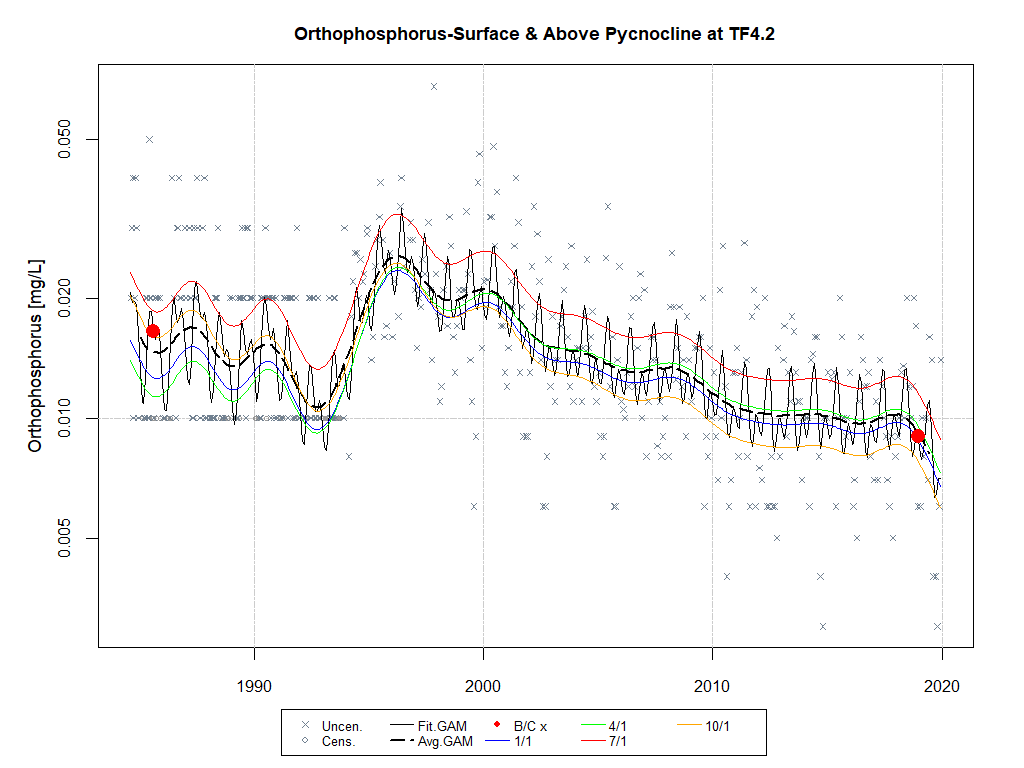 Orthophosphorus-Surface & Above Pycnocline at TF4.2
Orthophosphorus [mg/L]
0.050
0.020
0.010
0.005
1990 2000 2010 2020
Uncen. Fit.GAM B/C x 4/1 10/1
Cens. Avg.GAM 1/1 7/1